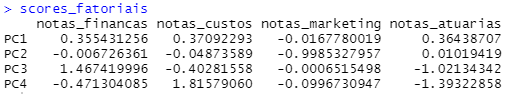 > scores_fatoriais
notas_financas notas_custos notas_marketing notas_atuarias
PC1 0.355431256 0.37092293 -0.0167780019 0.36438707
PC2 -0.006726361 -0.04873589 -0.9985327957 0.01019419
PC3 1.467419996 -0.40281558 -0.0006515498 -1.02134342
PC4 -0.471304085 1.81579060 -0.0996730947 -1.39322858